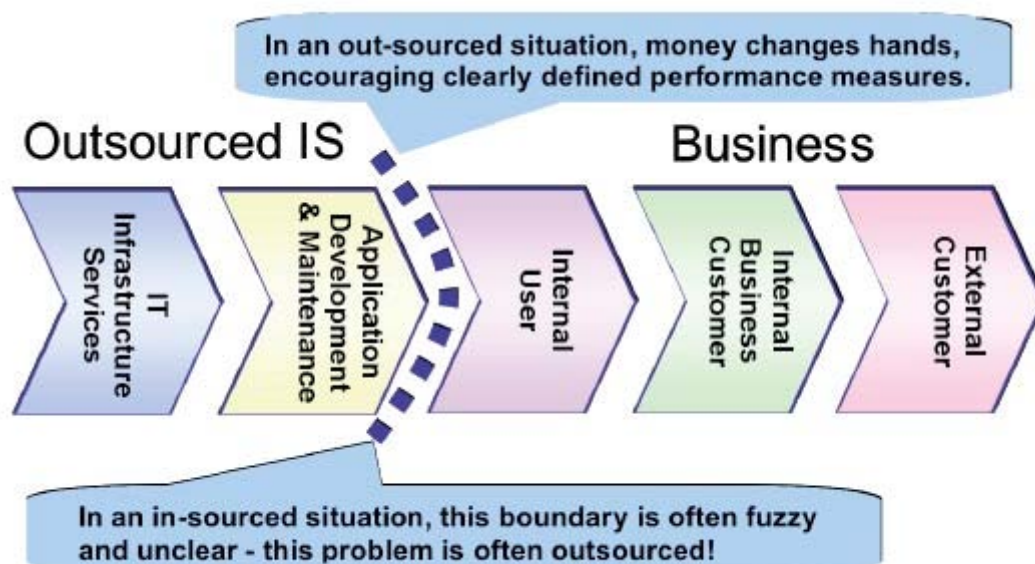 In an out-sourced situation, money changes hands,
encouraging clearly defined performance measures.
Outsourced IS
Business
IT
Infrastructure
Services
Application
Development
& Maintenance
Internal
User
Internal
Business
Customer
External
Customer
In an in-sourced situation, this boundary is often fuzzy
and unclear - this problem is often outsourced!